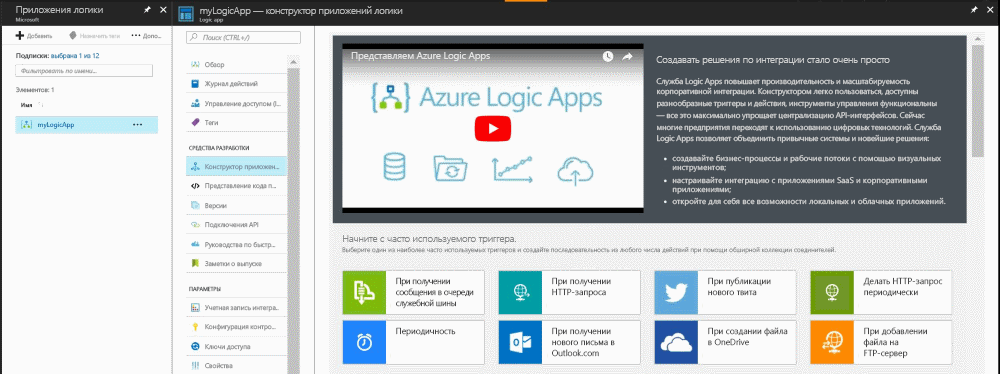 Приложения логики
Microsoft
Добавить
Назначить теги
Допо...
Подписки: выбрана 1 из 12
Фильтровать по имени...
Элементов: 1
Имя
myLogicApp
myLogicApp — конструктор приложений логики
Logic app
Поиск (CTRL+/)
Обзор
Журнал действий
Управление доступом (I...
Теги
СРЕДСТВА РАЗРАБОТКИ
Конструктор приложен...
Представление кода п...
Версии
Подключения API
Руководства по быстр...
Заметки о выпуске
ПАРАМЕТРЫ
Учетная запись интегра...
Конфигурация контро...
Ключи доступа
Свойства
Представляем Azure Logic Apps
Azure Logic Apps
Создавать решения по интеграции стало очень просто
Служба Logic Apps повышает производительность и масштабируемость
корпоративной интеграции. Конструктором легко пользоваться, доступны
разнообразные триггеры и действия, инструменты управления функциональны
— все это максимально упрощает централизацию API-интерфейсов. Сейчас
многие предприятия переходят к использованию цифровых технологий. Служба
Logic Apps позволяет объединить привычные системы и новейшие решения:
• создавайте бизнес-процессы и рабочие потоки с помощью визуальных
инструментов;
• настраивайте интеграцию с приложениями SaaS и корпоративными
приложениями;
• откройте для себя все возможности локальных и облачных приложений.
Начните с часто используемого триггера.
Выберите один из наиболее часто используемых триггеров и создайте последовательность из любого числа действий при помощи обширной коллекции соединителей.
При получении
сообщения в очереди
служебной шины
При получении
HTTP-запроса
При публикации
нового твита
Делать HTTP-запрос
периодически
Периодичность
При получении
нового письма в
Outlook.com
При создании файла
в OneDrive
При добавлении
файла на
FTP-сервер